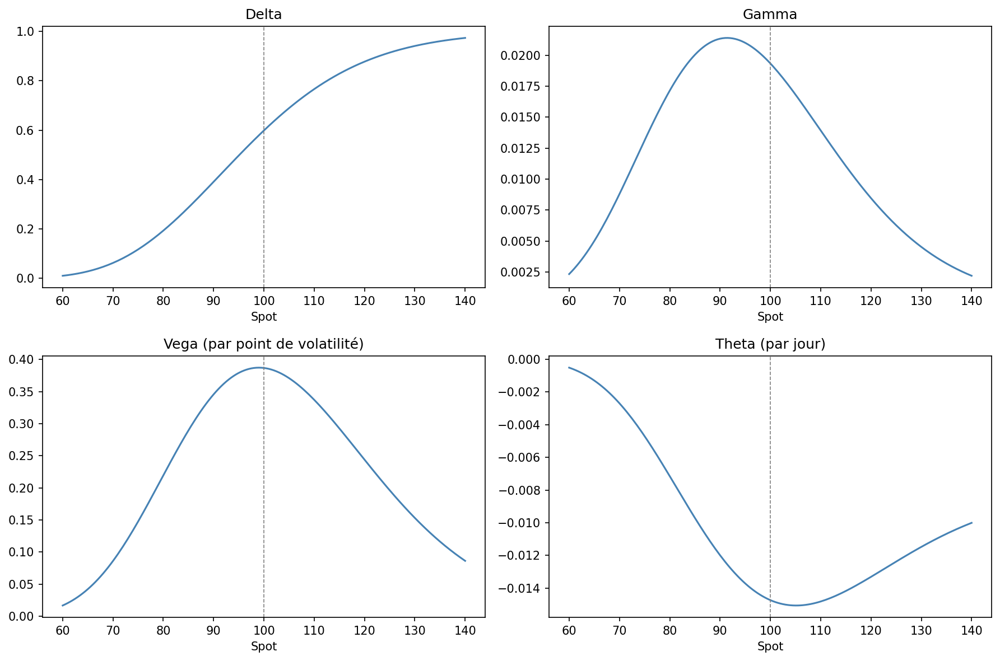 Delta
1.0
0.8
0.6
0.4
0.2
0.0
60 70 80 90 100 110 120 130 140
Spot
Gamma
0.0200
0.0175
0.0150
0.0125
0.0100
0.0075
0.0050
0.0025
60 70 80 90 100 110 120 130 140
Spot
Vega (par point de volatilité)
0.40
0.35
0.30
0.25
0.20
0.15
0.10
0.05
0.00
60 70 80 90 100 110 120 130 140
Spot
Theta (par jour)
0.000
−0.002
−0.004
−0.006
−0.008
−0.010
−0.012
−0.014
60 70 80 90 100 110 120 130 140
Spot